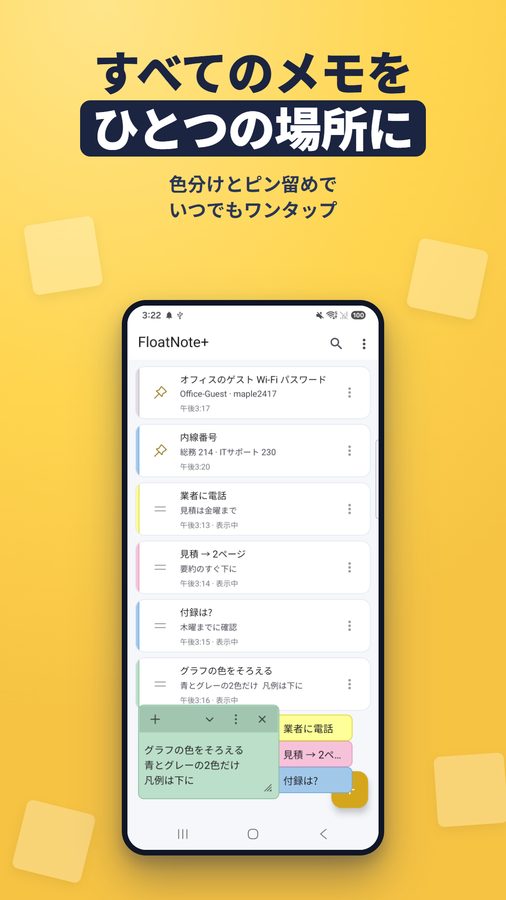 すべてのメモを
ひとつの場所に
色分けとピン留めで
いつでもワンタップ
3:22
100
FloatNote+
オフィスのゲスト Wi-Fi パスワード
Office-Guest · maple2417
午後3:17
内線番号
総務 214 · ITサポート 230
午後3:20
業者に電話
見積は金曜まで
午後3:13 · 表示中
見積 → 2ページ
要約のすぐ下に
午後3:14 · 表示中
付録は?
木曜までに確認
午後3:15 · 表示中
グラフの色をそろえる
青とグレーの2色だけ 凡例は下に
午後3:16 · 表示中
グラフの色をそろえる
青とグレーの2色だけ
凡例は下に
業者に電話
見積 → 2ペ…
付録は?